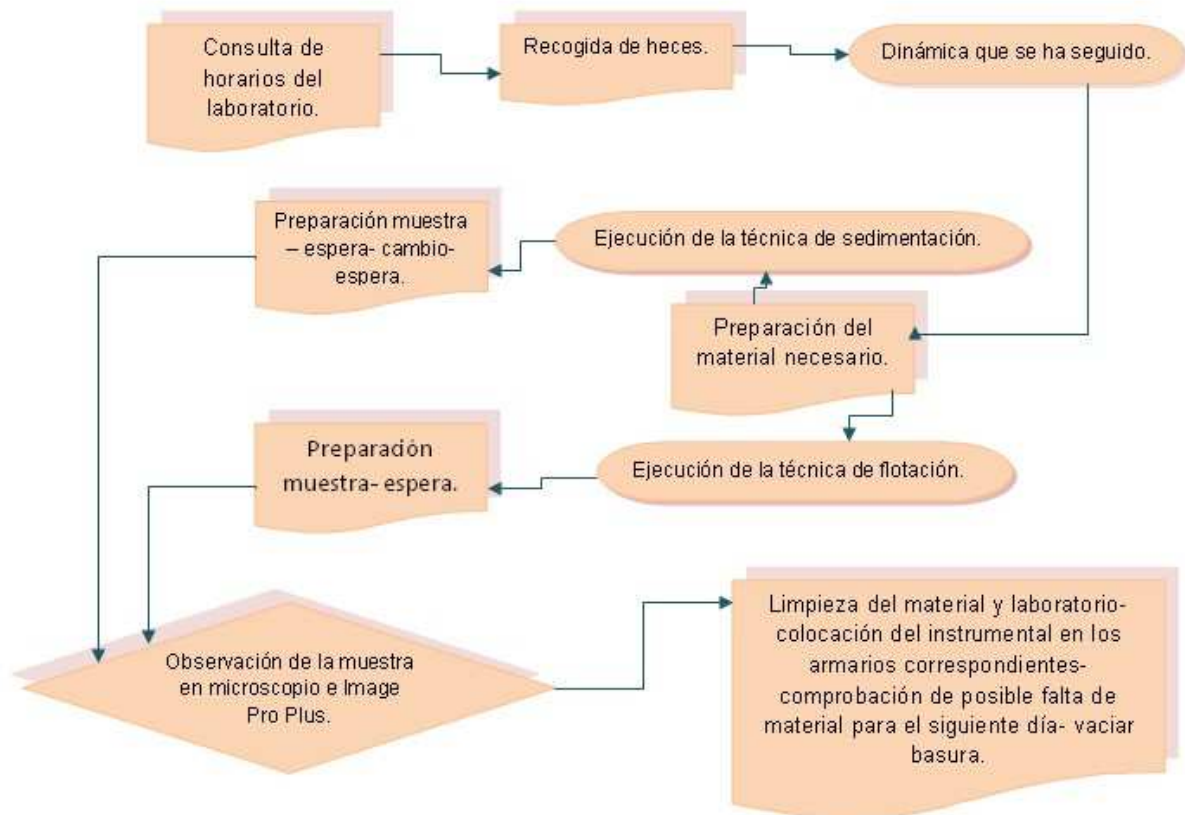 Consulta de
horarios del
laboratorio.
Recogida de heces.
Dinámica que se ha seguido.
Preparación muestra
– espera- cambio-
espera.
Ejecución de la técnica de sedimentación.
Preparación del
material necesario.
Preparación
muestra- espera.
Ejecución de la técnica de flotación.
Observación de la muestra
en microscopio e Image
Pro Plus.
Limpieza del material y laboratorio-
colocación del instrumental en los
armarios correspondientes-
comprobación de posible falta de
material para el siguiente día- vaciar
basura.